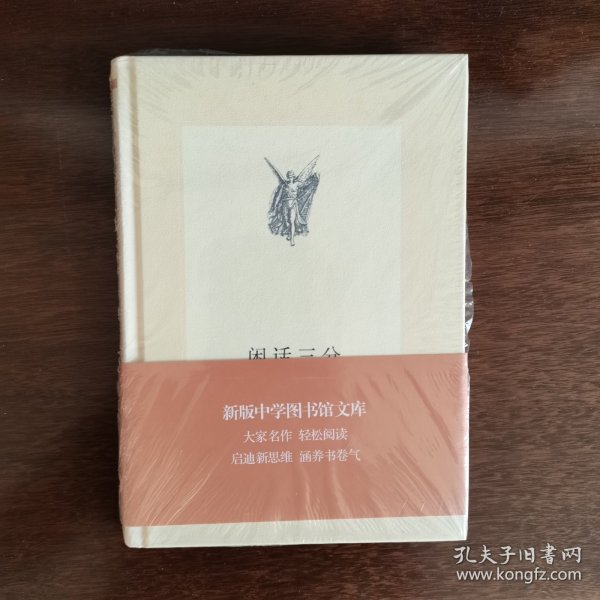 闲话三分
新版中学图书馆文库
大家名作 轻松阅读
启迪新思维 涵养书卷气
孔夫子旧书网
www.kongfz.com